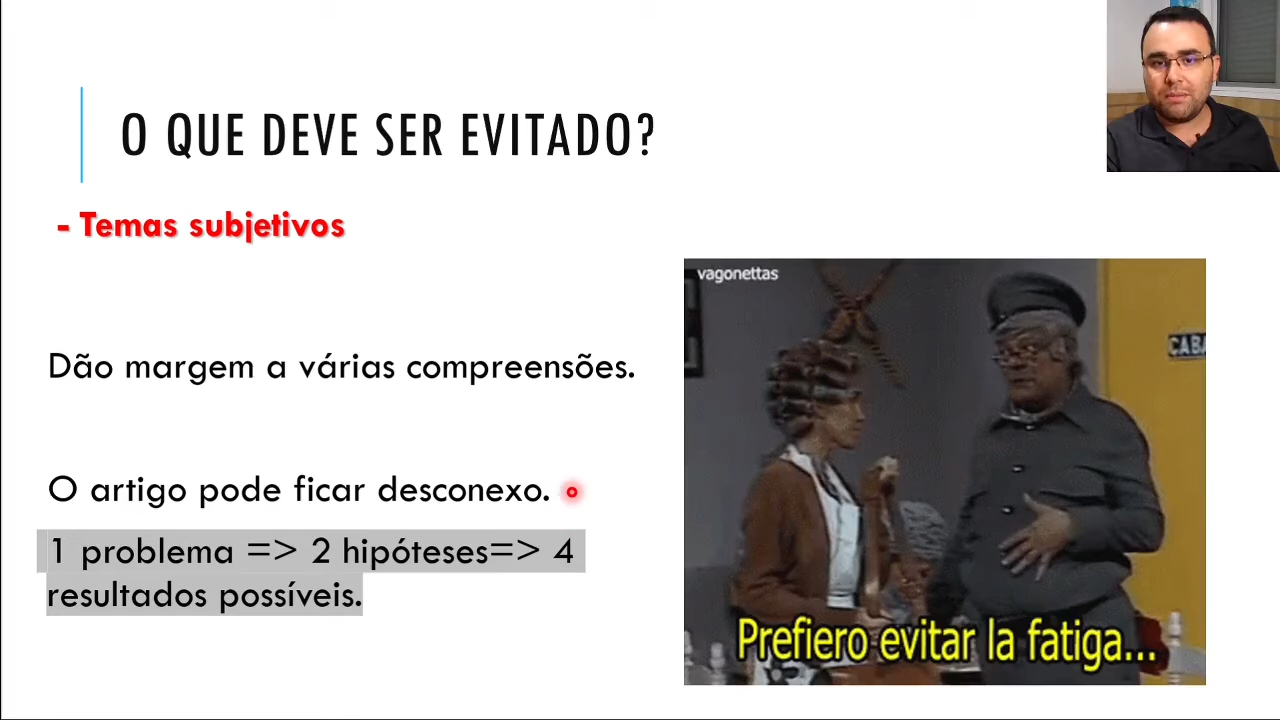 O QUE DEVE SER EVITADO?
- Temas subjetivos
Dão margem a várias compreensões.
O artigo pode ficar desconexo.
1 problema => 2 hipóteses=> 4
resultados possíveis.
vagonettas
CABA
Prefiero evitar la fatiga...